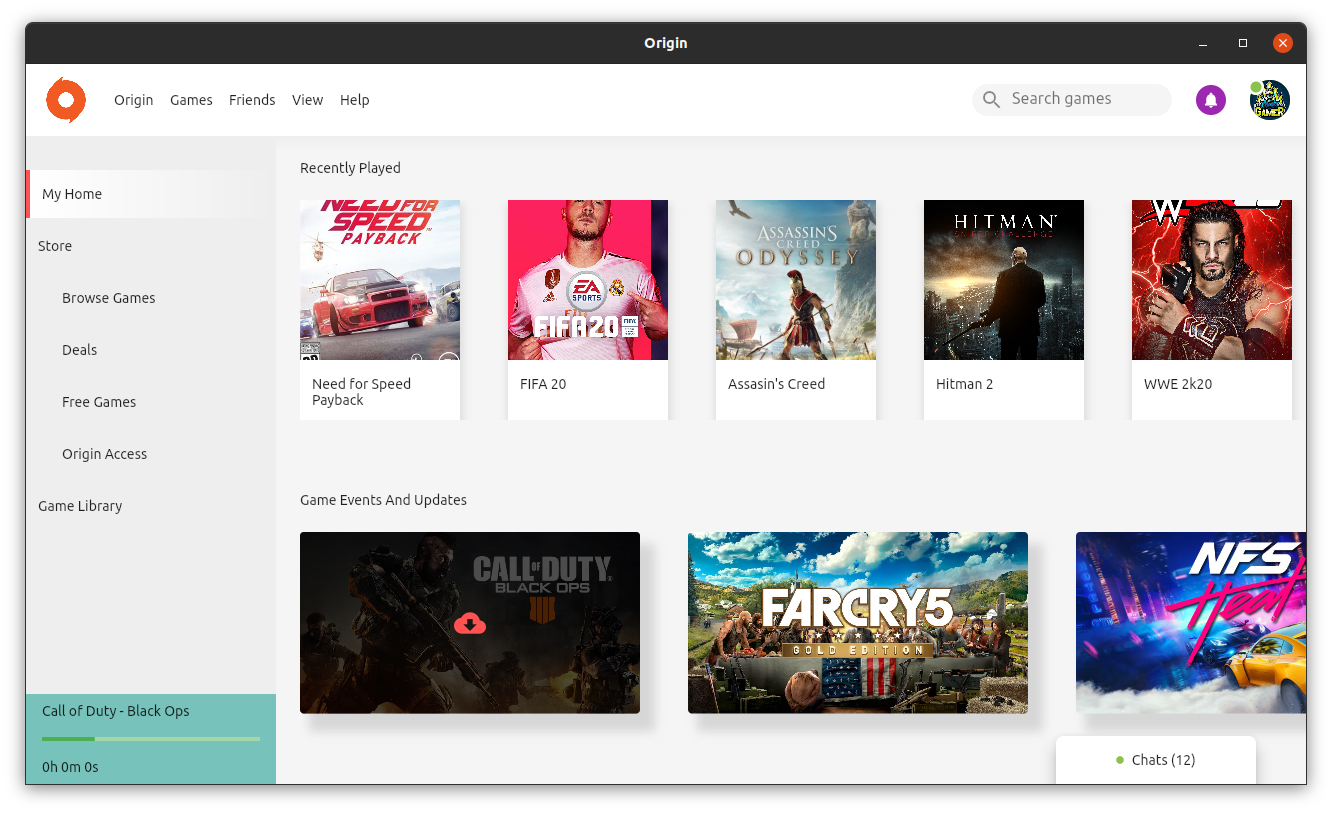 Origin
Origin Games Friends View Help
Search games
GAMER
My Home
Store
Browse Games
Deals
Free Games
Origin Access
Game Library
Call of Duty - Black Ops
0h 0m 0s
Recently Played
NEED FOR
SPEED
PAYBACK
Need for Speed
Payback
EA
SPORTS
FIFA 20
FIFA 20
ASSASSIN'S
CREED
ODYSSEY
Assasin's Creed
HITMAN
Hitman 2
W
WWE 2k20
Game Events And Updates
CALL OF DUTY
BLACK OPS
IIII
FARCRY5
GOLD EDITION
NFS
Heat
Chats (12)